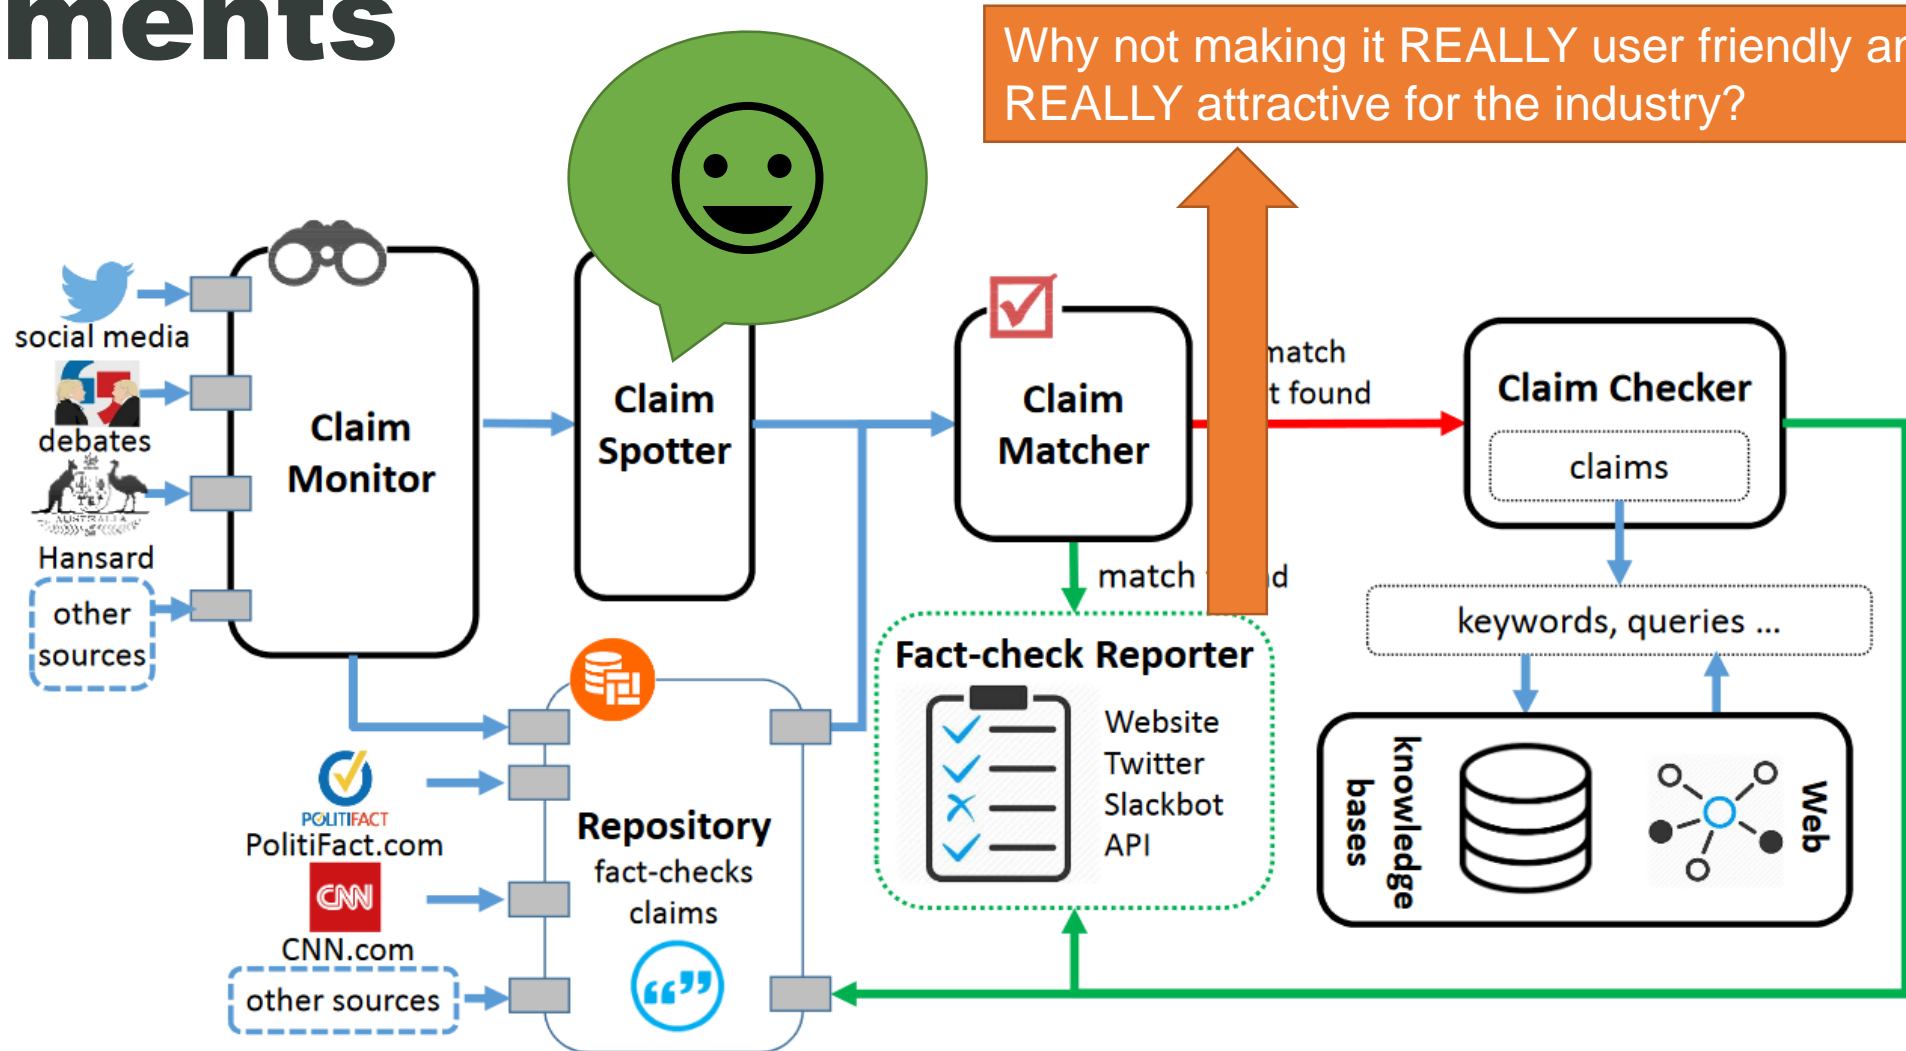 ments
Why not making it REALLY user friendly
REALLY attractive for the industry?
social media
debates
AUSTRALIA
Hansard
other
sources
Claim
Monitor
Claim
Spotter
Claim
Matcher
match
found
Claim Checker
claims
match
keywords, queries ...
Fact-check Reporter
Website
Twitter
Slackbot
API
knowledge
bases
Web
POLITIFACT
PolitiFact.com
CNN
CNN.com
other sources
Repository
fact-checks
claims
“”